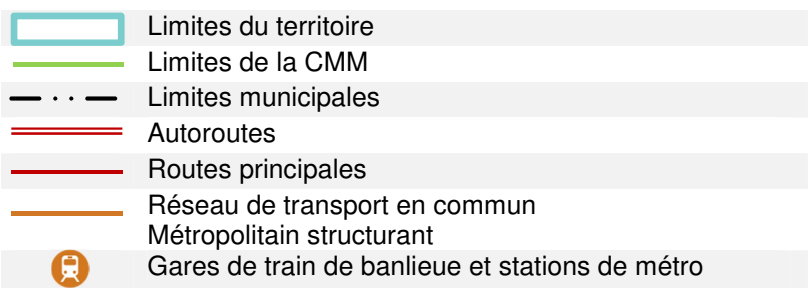 Limites du territoire
Limites de la CMM
Limites municipales
Autoroutes
Routes principales
Réseau de transport en commun
Métropolitain structurant
Gares de train de banlieue et stations de métro